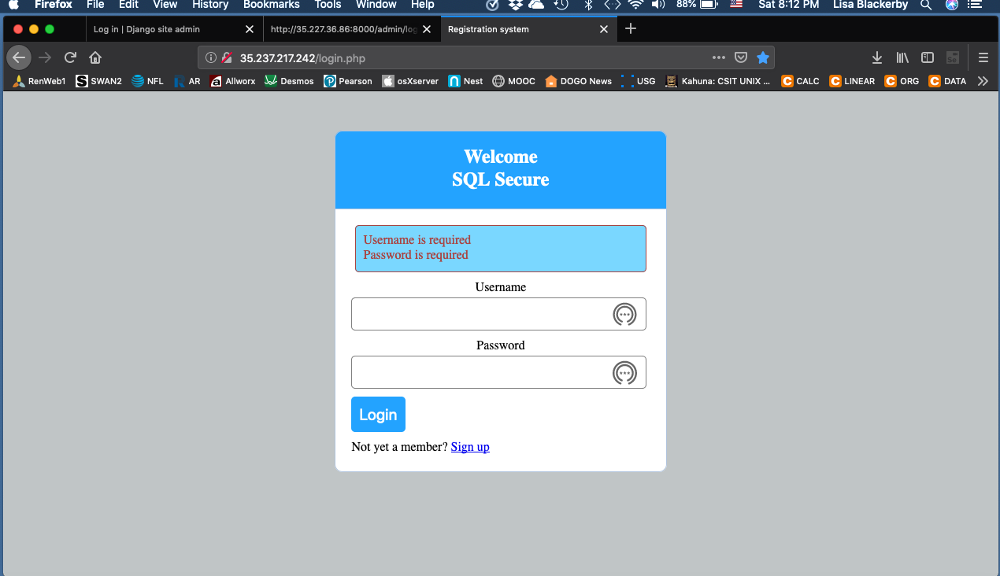 Firefox File Edit View History Bookmarks Tools Window Help 88% Sat 8:12 PM Lisa Blackerby
Log in | Django site admin http://35.227.36.86:8000/admin/log Registration system
35.237.217.242/login.php
RenWeb1 SWAN2 NFL AR Allworx Desmos Pearson osXserver Nest MOOC DOGO News USG Kahuna: CSIT UNIX ... CALC LINEAR ORG DATA
Welcome
SQL Secure
Username is required
Password is required
Username
Password
Login
Not yet a member? Sign up